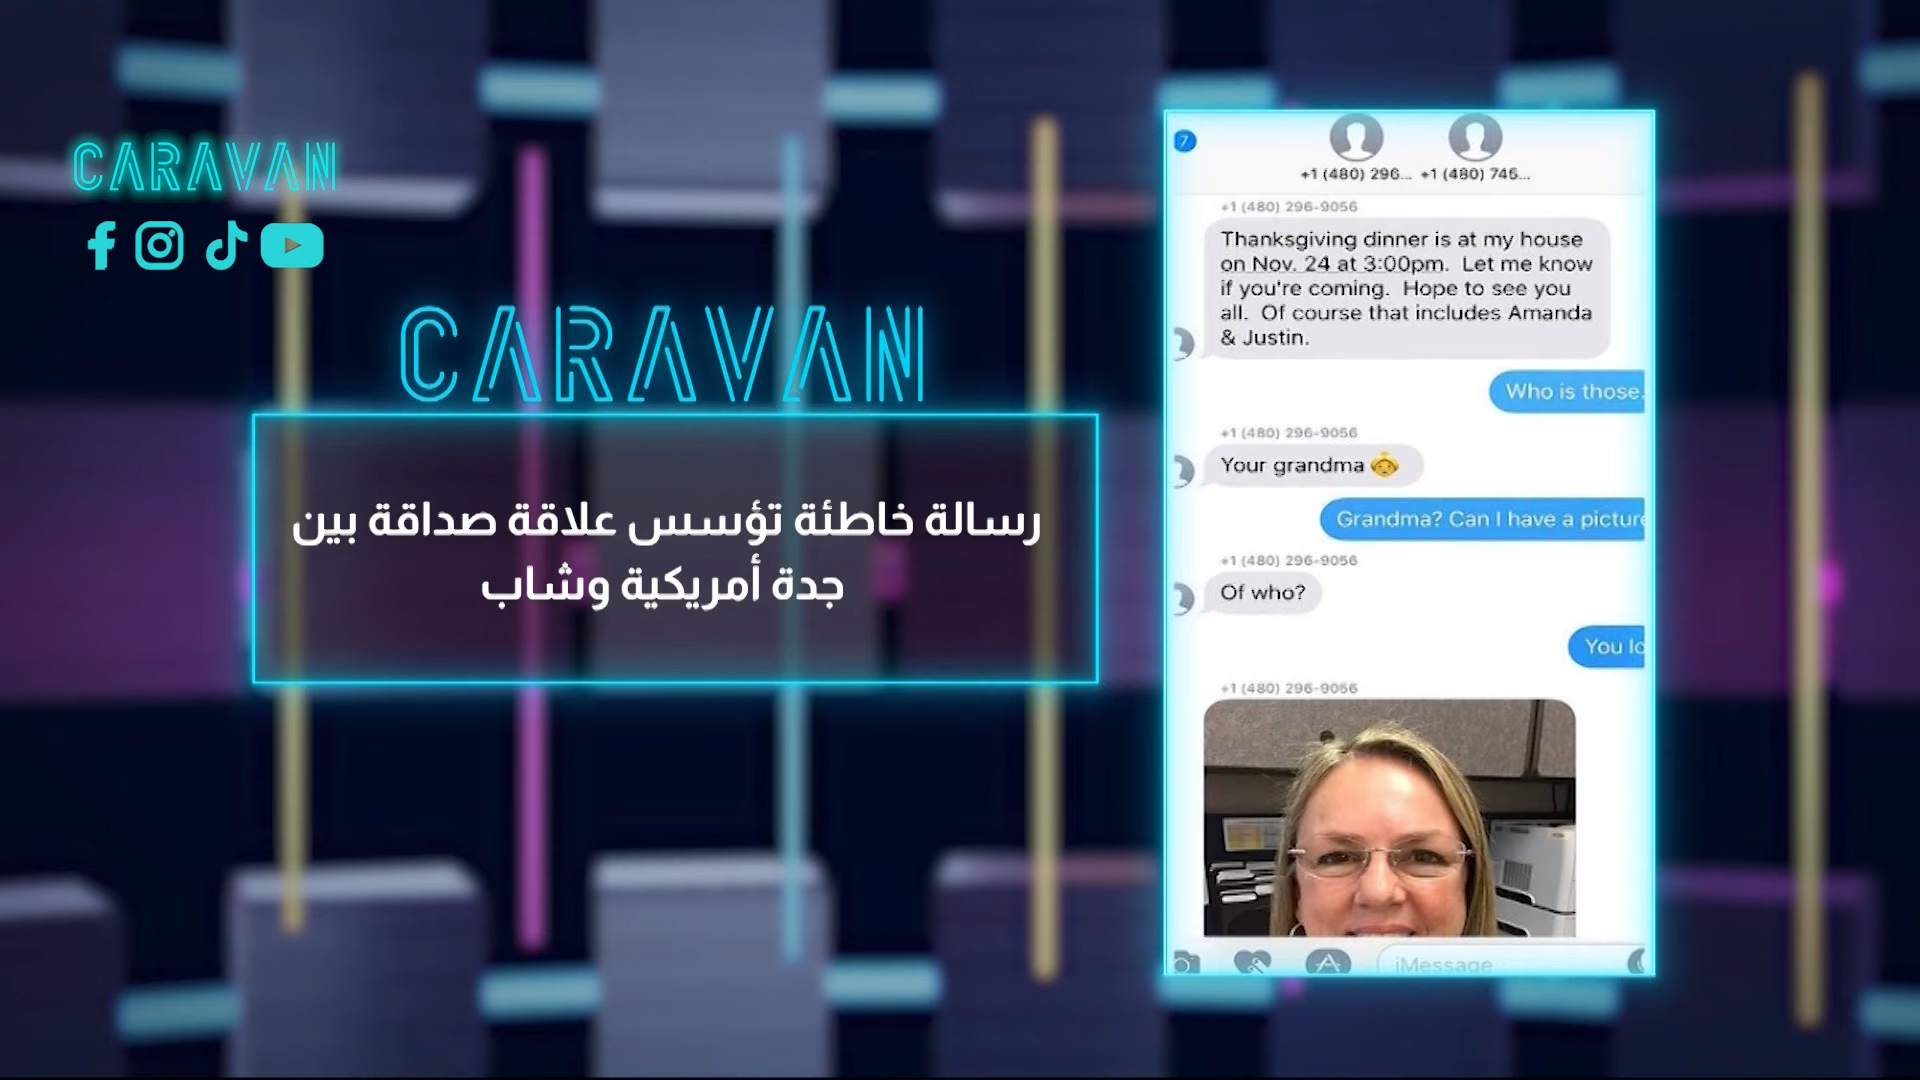 CARAVAN
CARAVAN
رسالة خاطئة تؤسس علاقة صداقة بين
جدة أمريكية وشاب
7
+1 (480) 296... +1 (480) 746...
+1 (480) 296-9056
Thanksgiving dinner is at my house
on Nov. 24 at 3:00pm. Let me know
if you're coming. Hope to see you
all. Of course that includes Amanda
& Justin.
Who is those.
+1 (480) 296-9056
Your grandma
Grandma? Can I have a picture
+1 (480) 296-9056
Of who?
You lo
+1 (480) 296-9056
iMessage